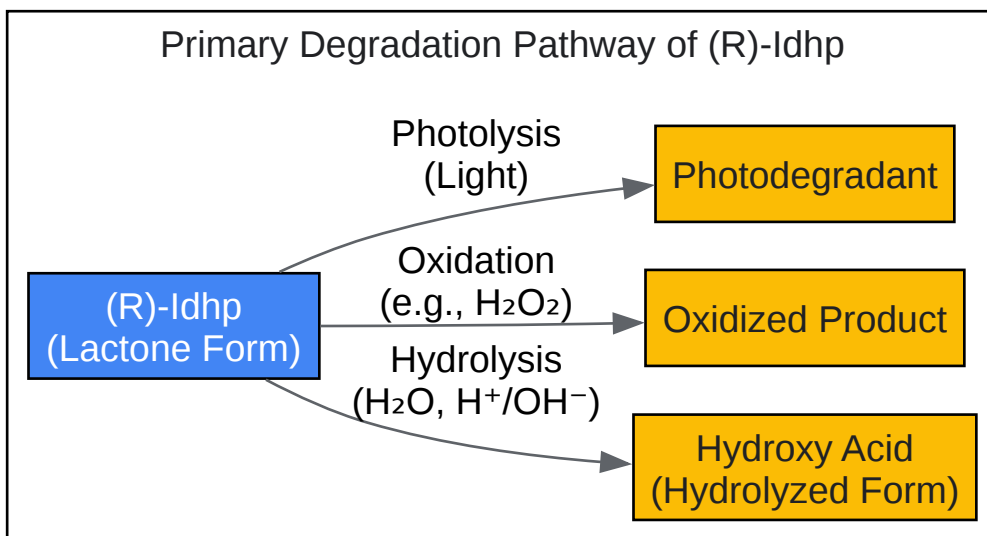 Primary Degradation Pathway of (R)-Idhp
Photolysis
(Light)
Photodegradant
(R)-Idhp
(Lactone Form)
Oxidation
(e.g., H₂O₂)
Oxidized Product
Hydrolysis
(H₂O, H⁺/OH⁻)
Hydroxy Acid
(Hydrolyzed Form)